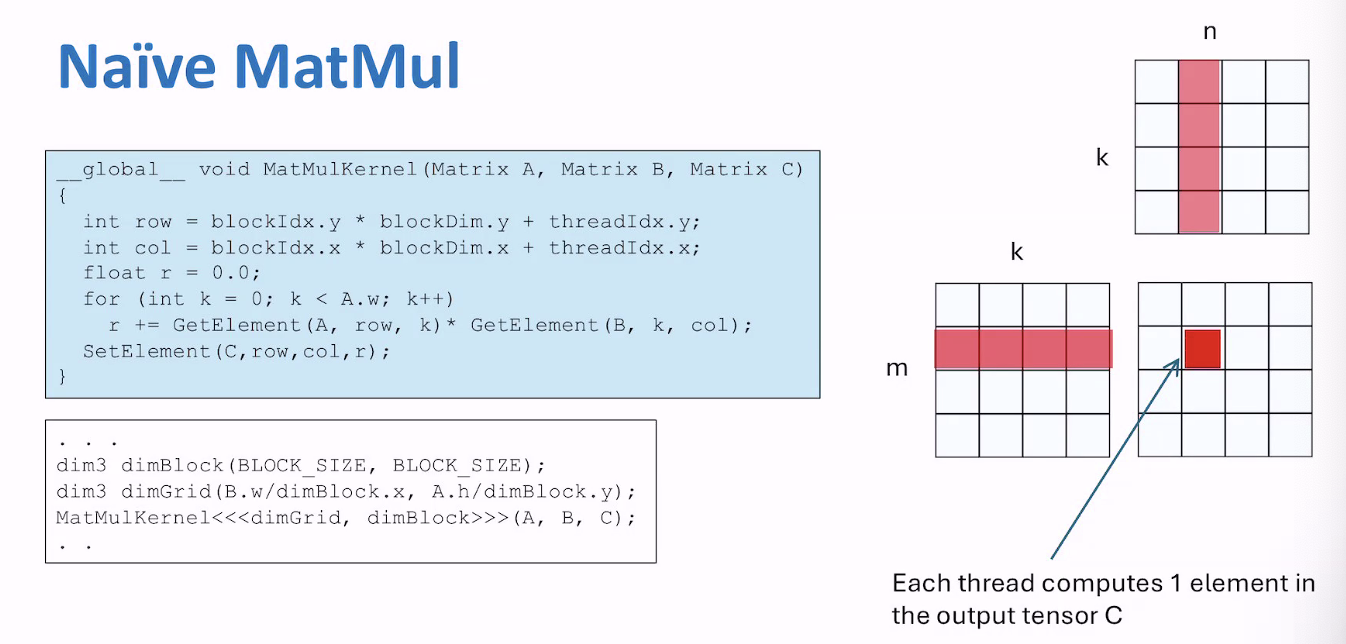 Naïve MatMul
__global__ void MatMulKernel(Matrix A, Matrix B, Matrix C)
{
int row = blockIdx.y * blockDim.y + threadIdx.y;
int col = blockIdx.x * blockDim.x + threadIdx.x;
float r = 0.0;
for (int k = 0; k < A.w; k++)
r += GetElement(A, row, k)* GetElement(B, k, col);
SetElement(C,row,col,r);
}
. . .
dim3 dimBlock(BLOCK_SIZE, BLOCK_SIZE);
dim3 dimGrid(B.w/dimBlock.x, A.h/dimBlock.y);
MatMulKernel<<<dimGrid, dimBlock>>>(A, B, C);
. .
n
k
k
m
Each thread computes 1 element in
the output tensor C